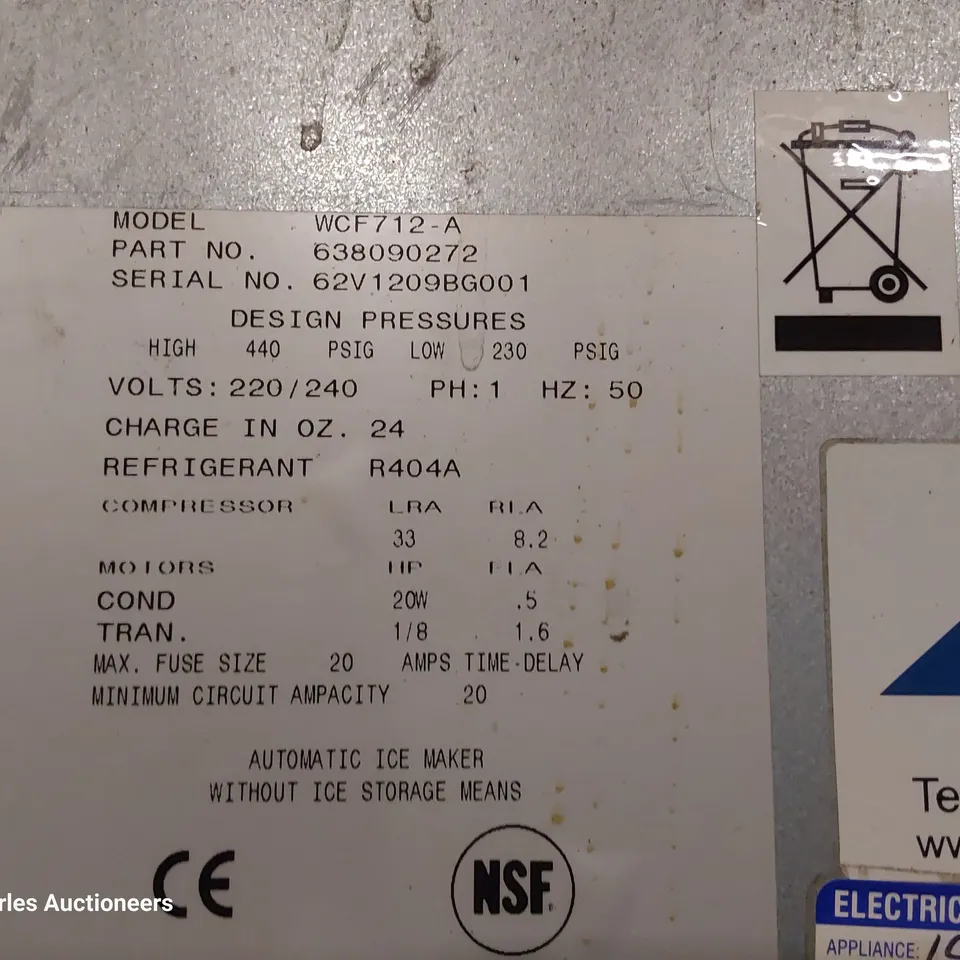 MODEL WCF712-A
PART NO. 638090272
SERIAL NO. 62V1209BG001
DESIGN PRESSURES
HIGH 440 PSIG LOW 230 PSIG
VOLTS: 220/240 PH: 1 HZ: 50
CHARGE IN OZ. 24
REFRIGERANT R404A
COMPRESSOR LRA RLA
33 8.2
MOTORS HP FLA
COND 20W .5
TRAN. 1/8 1.6
MAX. FUSE SIZE 20 AMPS TIME-DELAY
MINIMUM CIRCUIT AMPACITY 20
AUTOMATIC ICE MAKER
WITHOUT ICE STORAGE MEANS
CE NSF
rles Auctioneers
Te
ww
ELECTRIC
APPLIANCE: